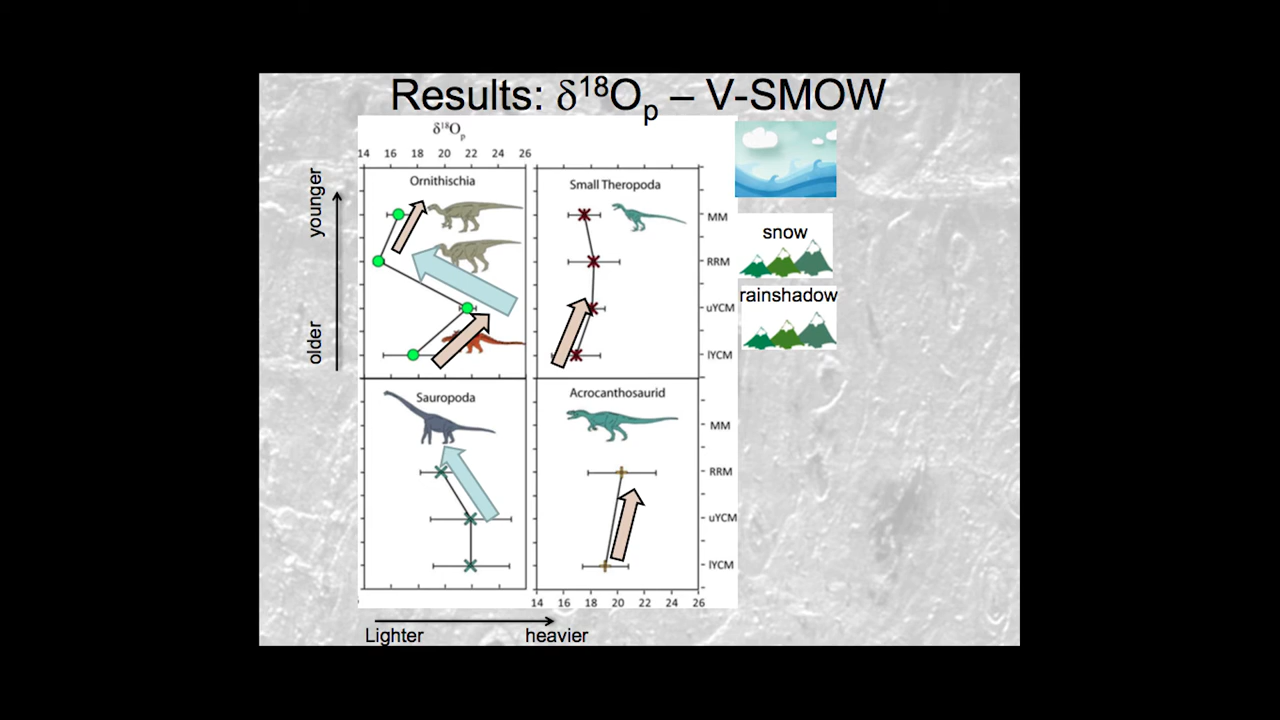 Results: δ¹⁸Oₚ – V-SMOW
δ¹⁸Oₚ
14 16 18 20 22 24 26
younger
older
Ornithischia
Small Theropoda
MM
RRM
uYCM
lYCM
snow
rainshadow
Sauropoda
Acrocanthosaurid
MM
RRM
uYCM
lYCM
14 16 18 20 22 24 26
Lighter
heavier